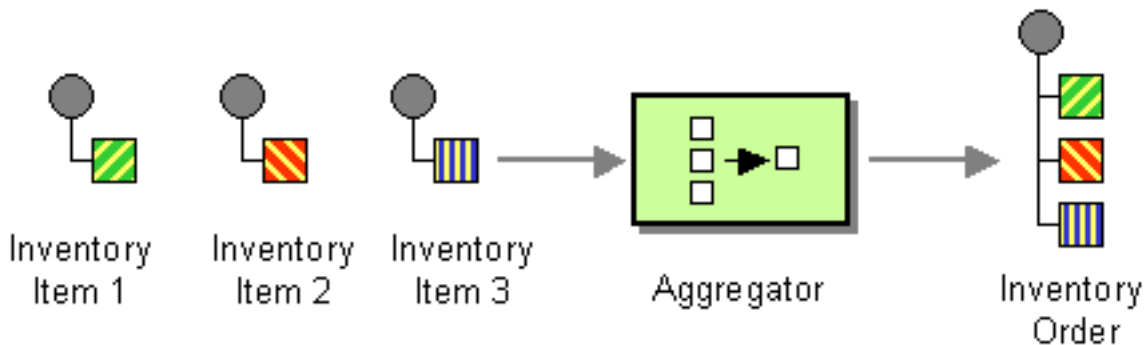 Inventory
Item 1
Inventory
Item 2
Inventory
Item 3
Aggregator
Inventory
Order